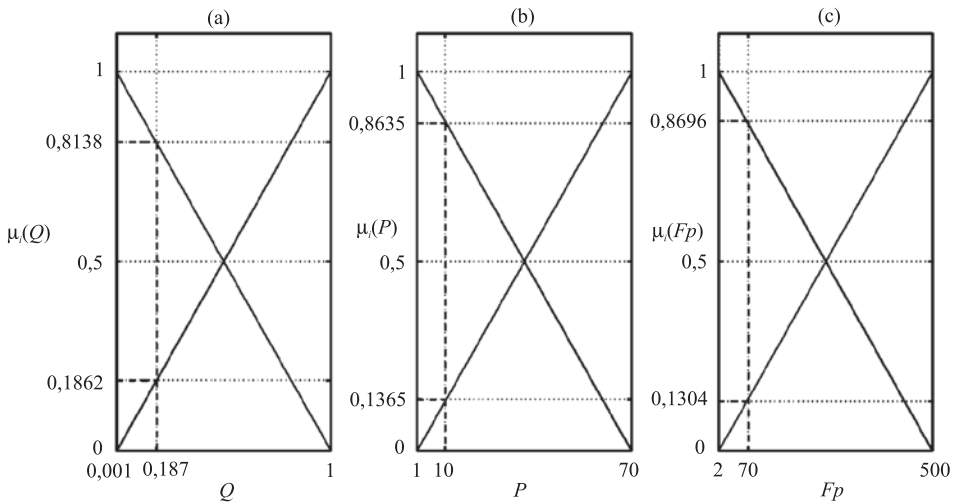 (a)
1
0,8138
μi(Q)
0,5
0,1862
0
0,001 0,187 1
Q
(b)
1
0,8635
μi(P)
0,5
0,1365
0
1 10 70
P
(c)
1
0,8696
μi(Fp)
0,5
0,1304
0
2 70 500
Fp